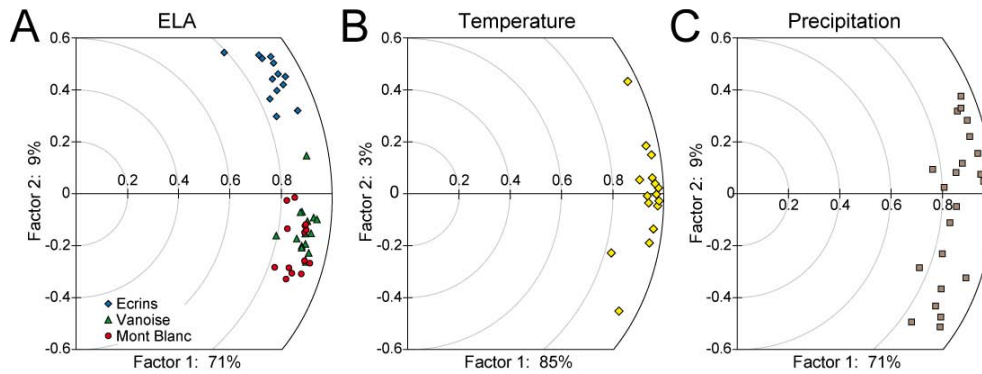 A
ELA
0.6
0.4
0.2
0
-0.2
-0.4
-0.6
0.2
0.4
0.6
0.8
Factor 2: 9%
Ecrins
Vanoise
Mont Blanc
Factor 1: 71%
B
Temperature
0.6
0.4
0.2
0
-0.2
-0.4
-0.6
0.2
0.4
0.6
0.8
Factor 2: 3%
Factor 1: 85%
C
Precipitation
0.6
0.4
0.2
0
-0.2
-0.4
-0.6
0.2
0.4
0.6
0.8
Factor 2: 9%
Factor 1: 71%